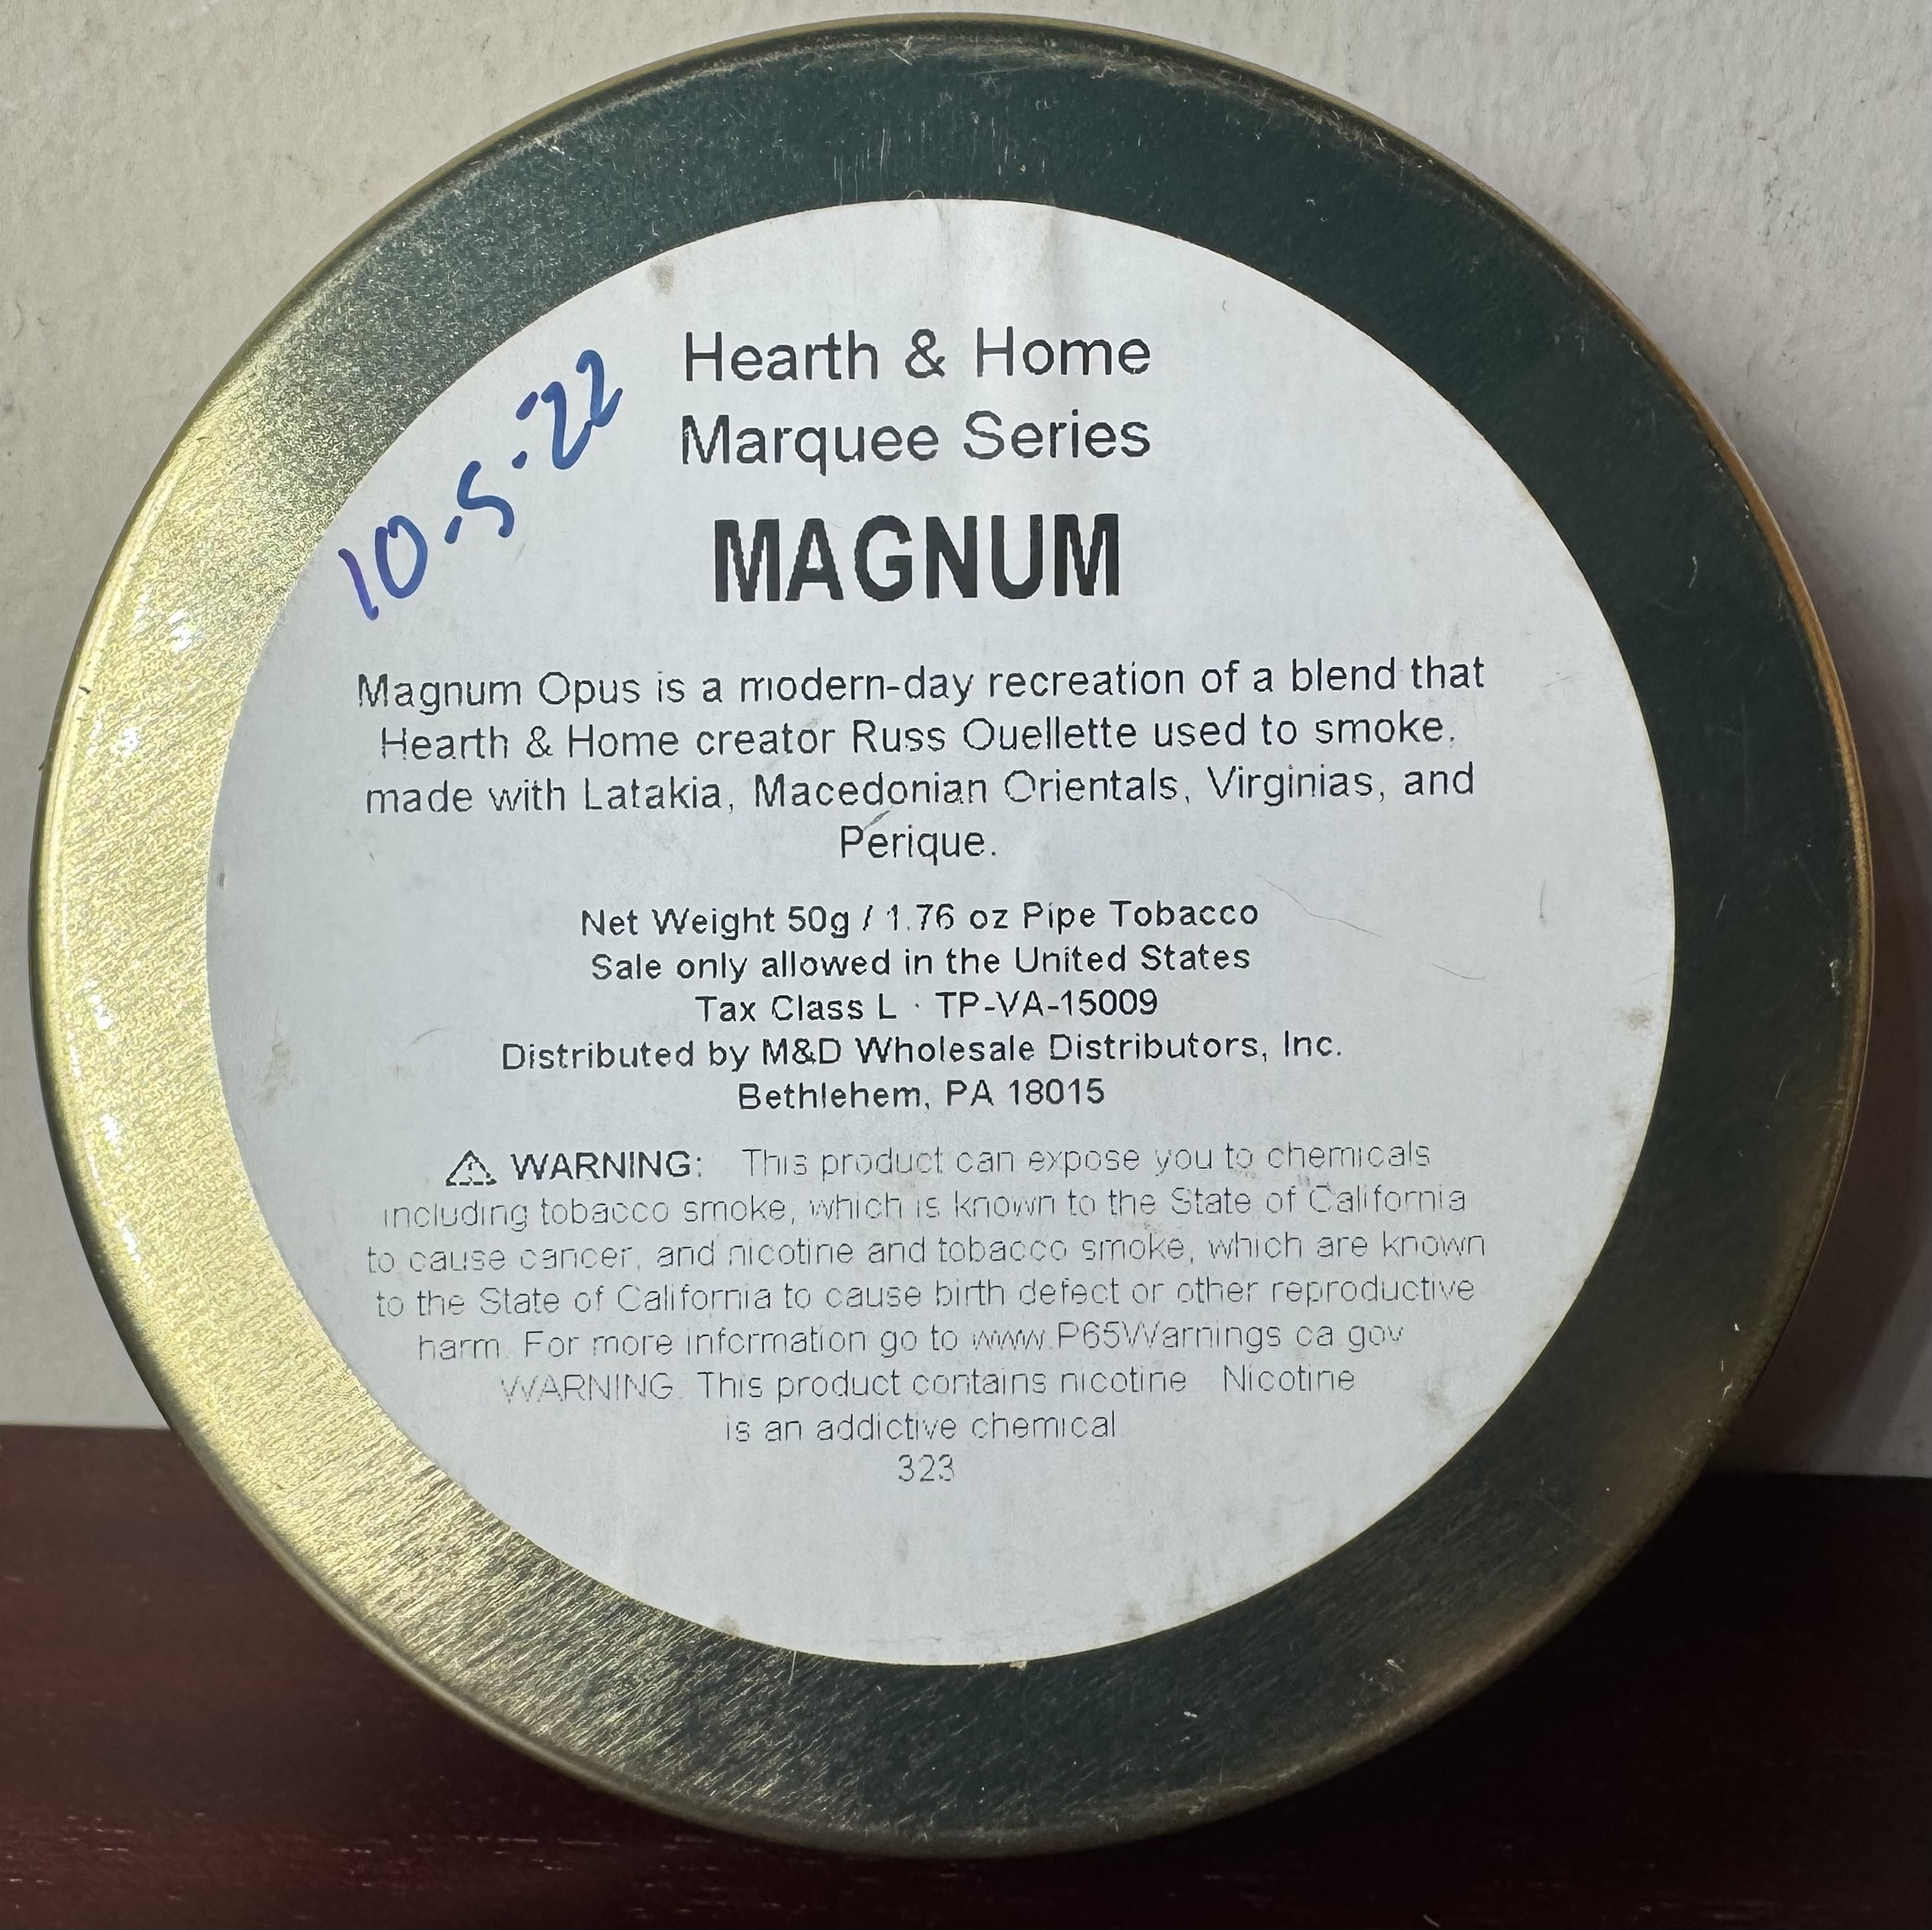 10-5-22
Hearth & Home
Marquee Series
MAGNUM
Magnum Opus is a modern-day recreation of a blend that
Hearth & Home creator Russ Ouellette used to smoke,
made with Latakia, Macedonian Orientals, Virginias, and
Perique.
Net Weight 50g / 1.76 oz Pipe Tobacco
Sale only allowed in the United States
Tax Class L · TP-VA-15009
Distributed by M&D Wholesale Distributors, Inc.
Bethlehem, PA 18015
⚠ WARNING: This product can expose you to chemicals
including tobacco smoke, which is known to the State of California
to cause cancer, and nicotine and tobacco smoke, which are known
to the State of California to cause birth defect or other reproductive
harm. For more information go to www.P65Warnings.ca.gov
WARNING: This product contains nicotine. Nicotine
is an addictive chemical
323